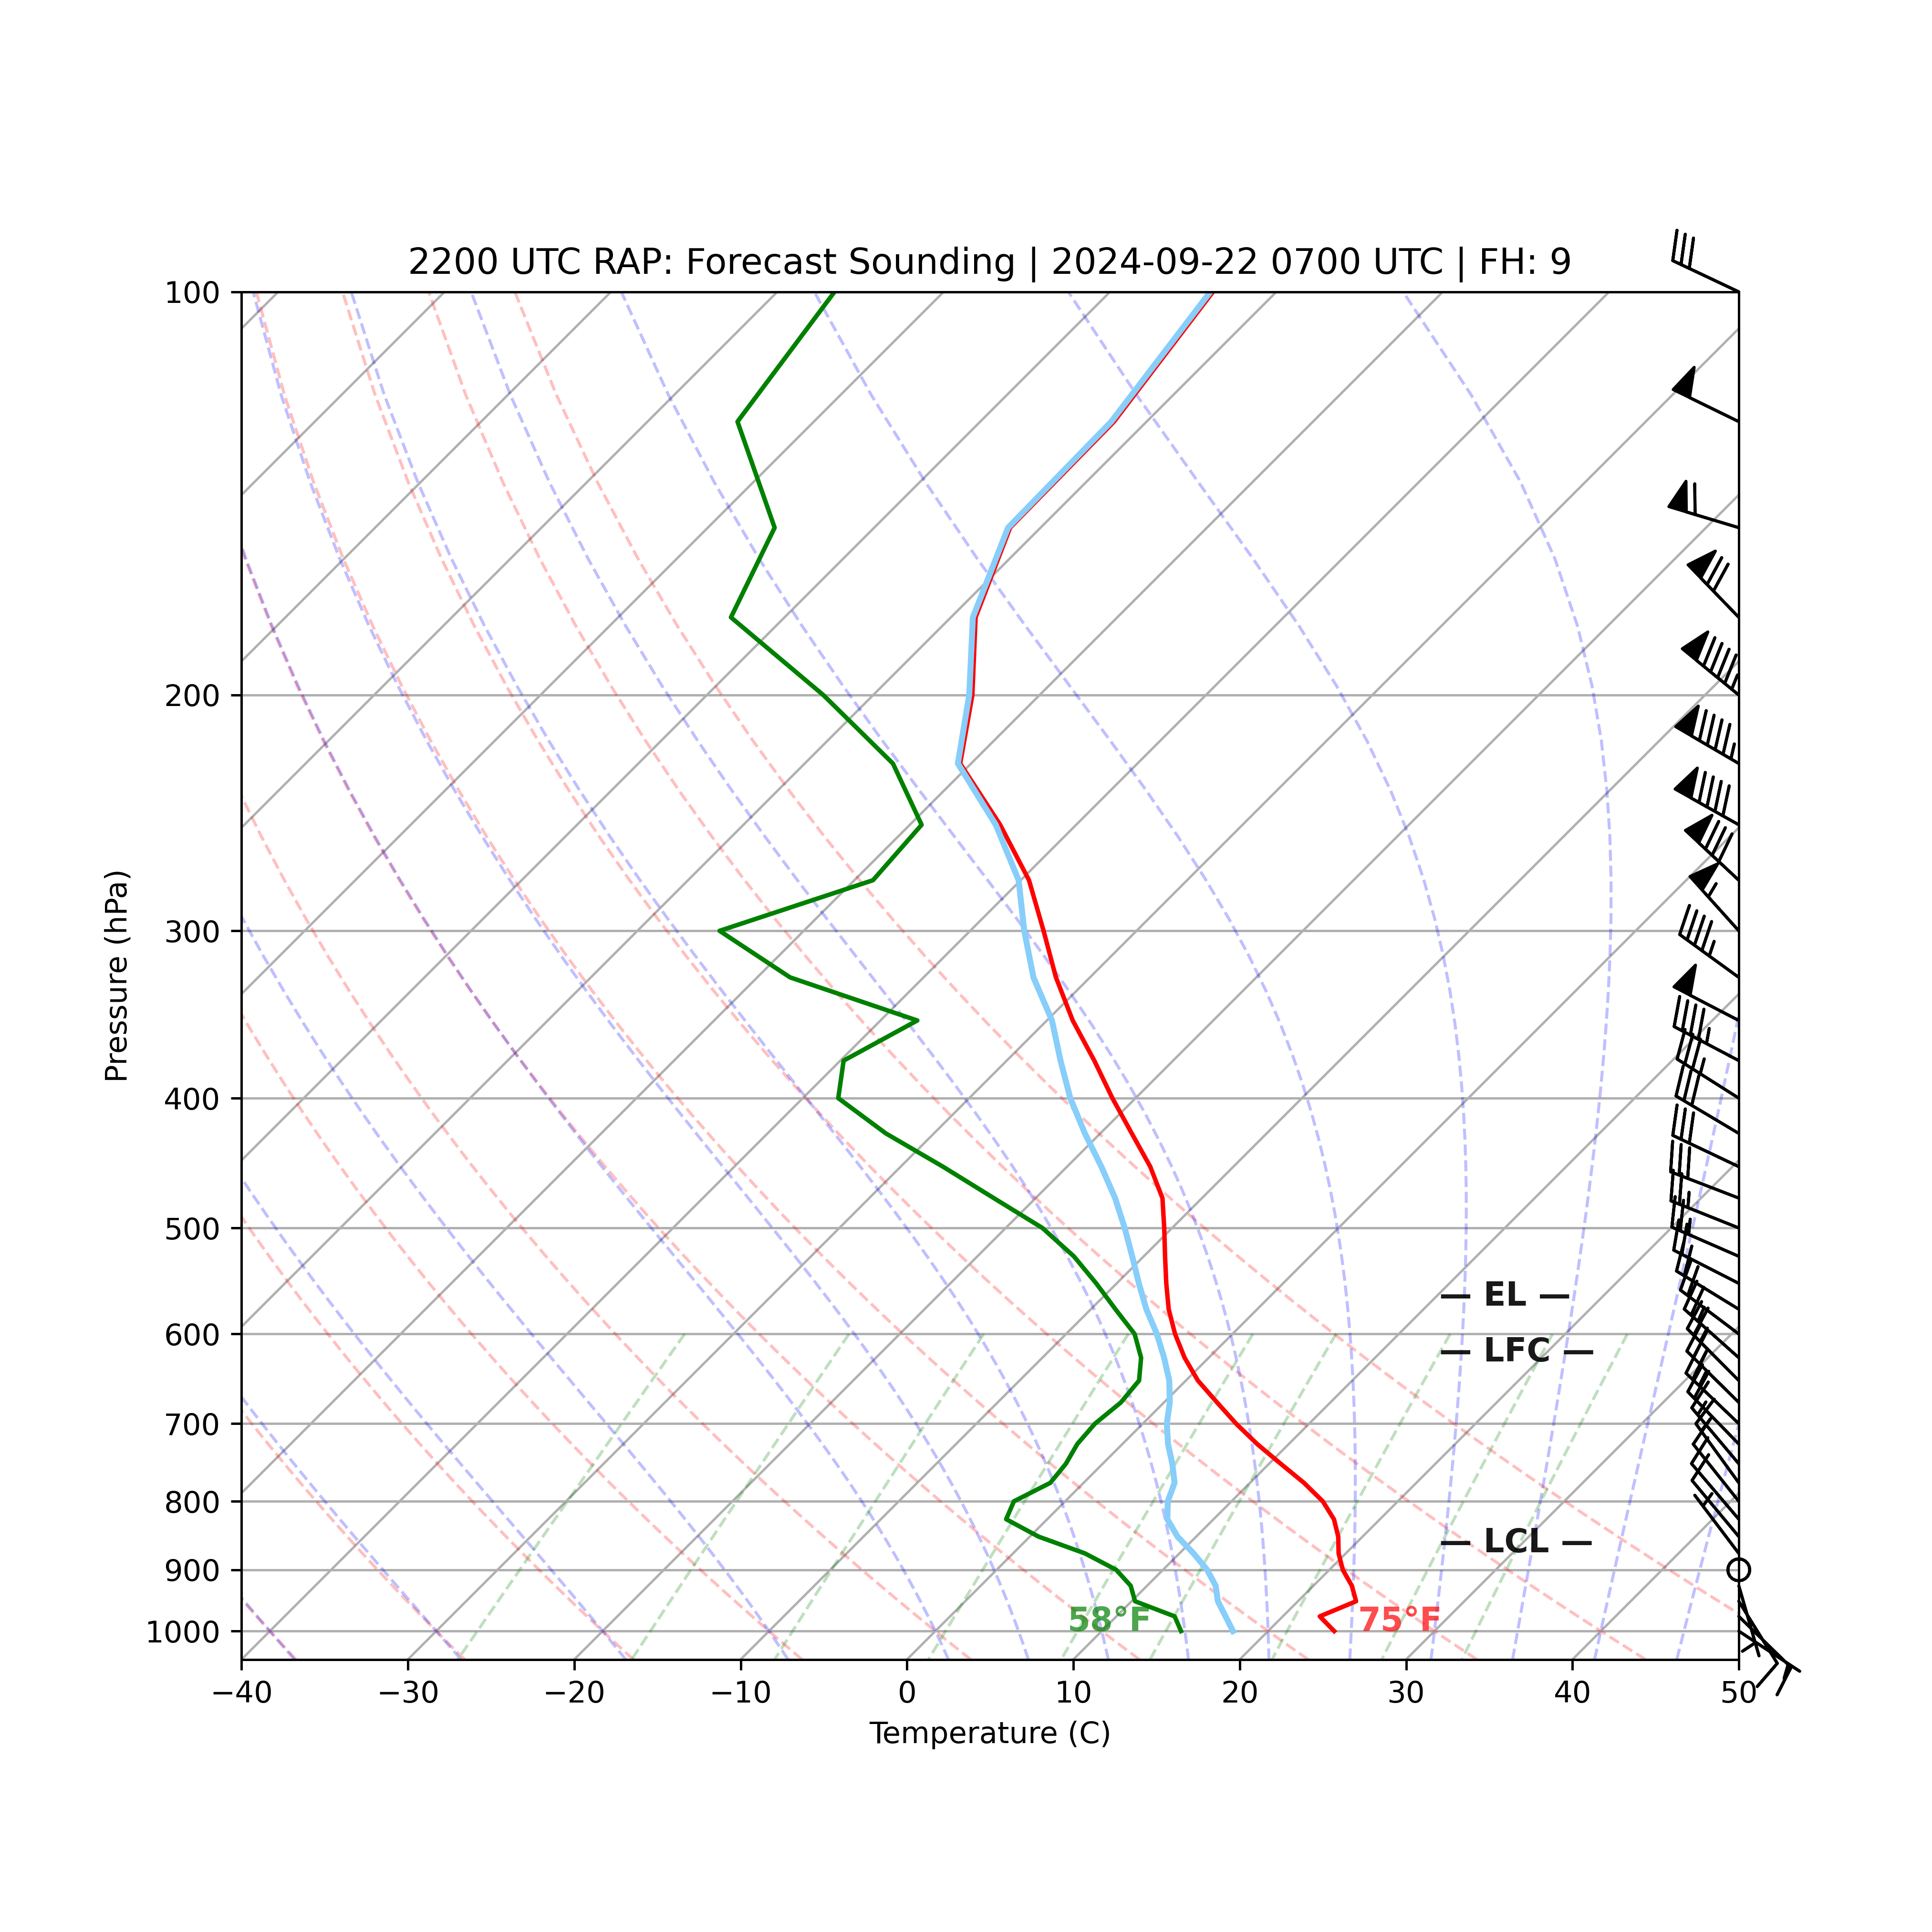 2200 UTC RAP: Forecast Sounding | 2024-09-22 0700 UTC | FH: 9
100
200
300
400
500
600
700
800
900
1000
Pressure (hPa)
— EL —
— LFC —
— LCL —
58°F
75°F
−40 −30 −20 −10 0 10 20 30 40 50
Temperature (C)